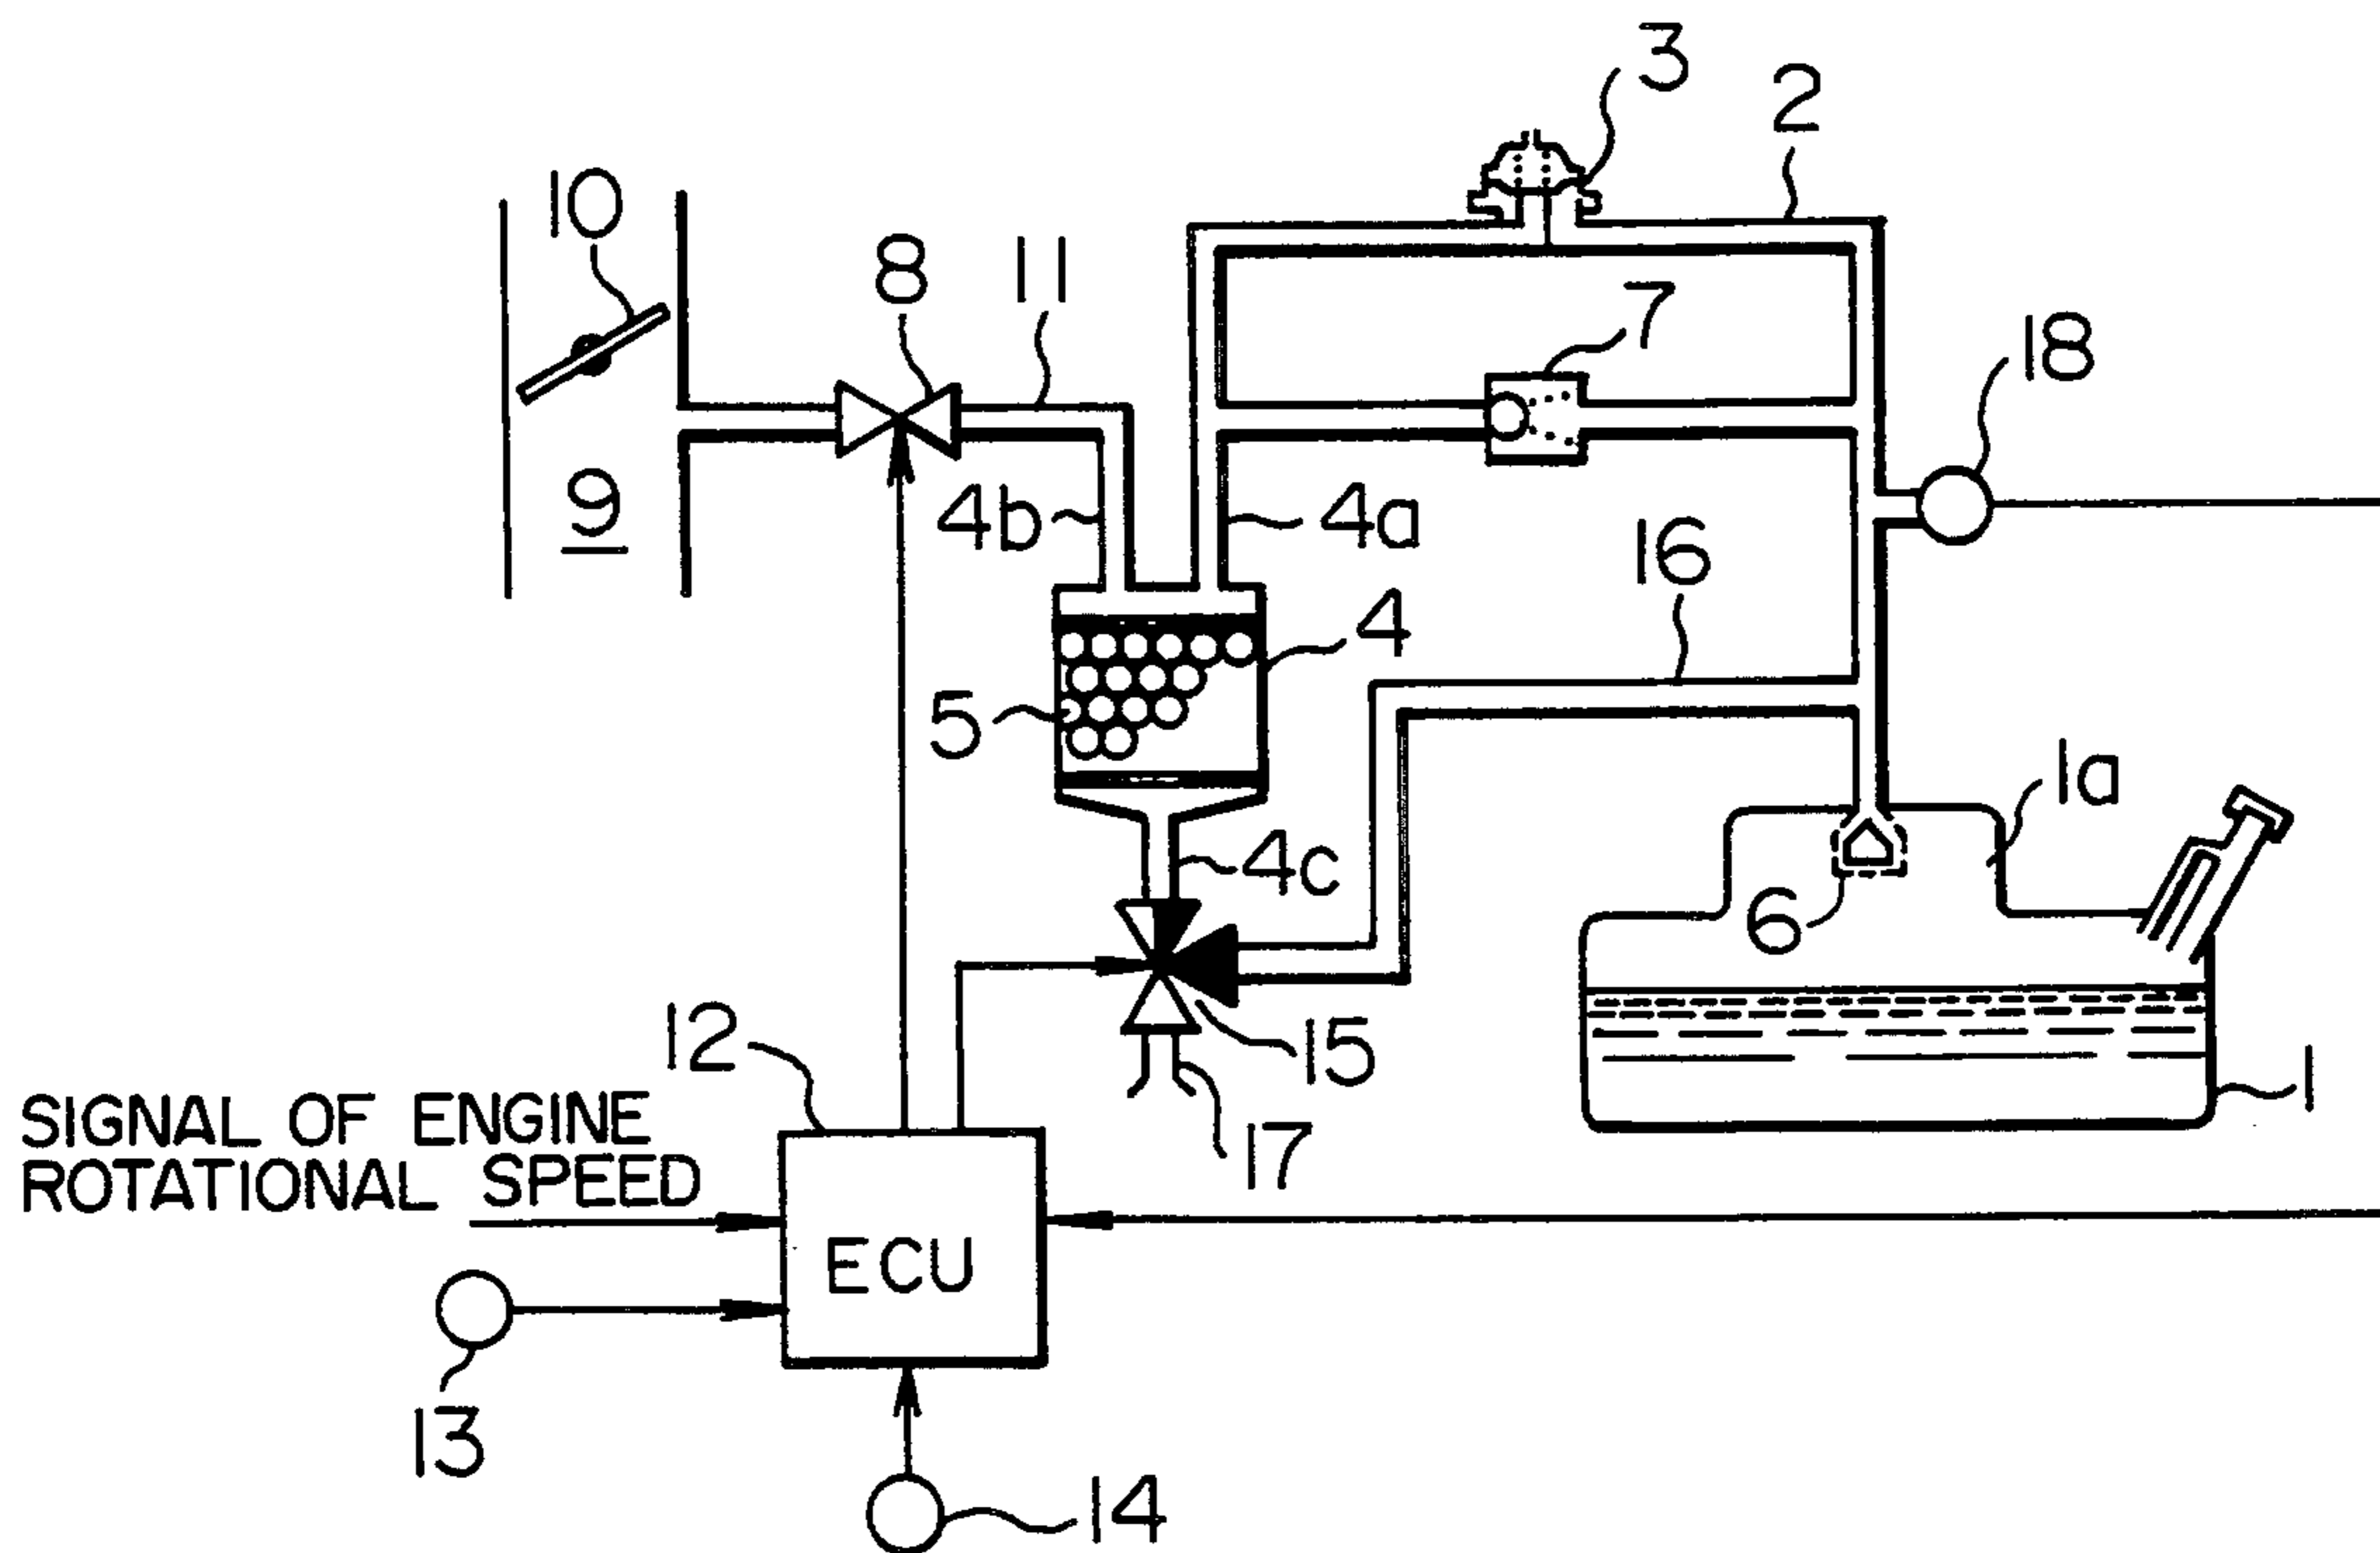 3
2
10
8
11
7
18
9
4b
4a
16
4
5
1a
4c
6
12
15
1
SIGNAL OF ENGINE
ROTATIONAL SPEED
17
ECU
13
14